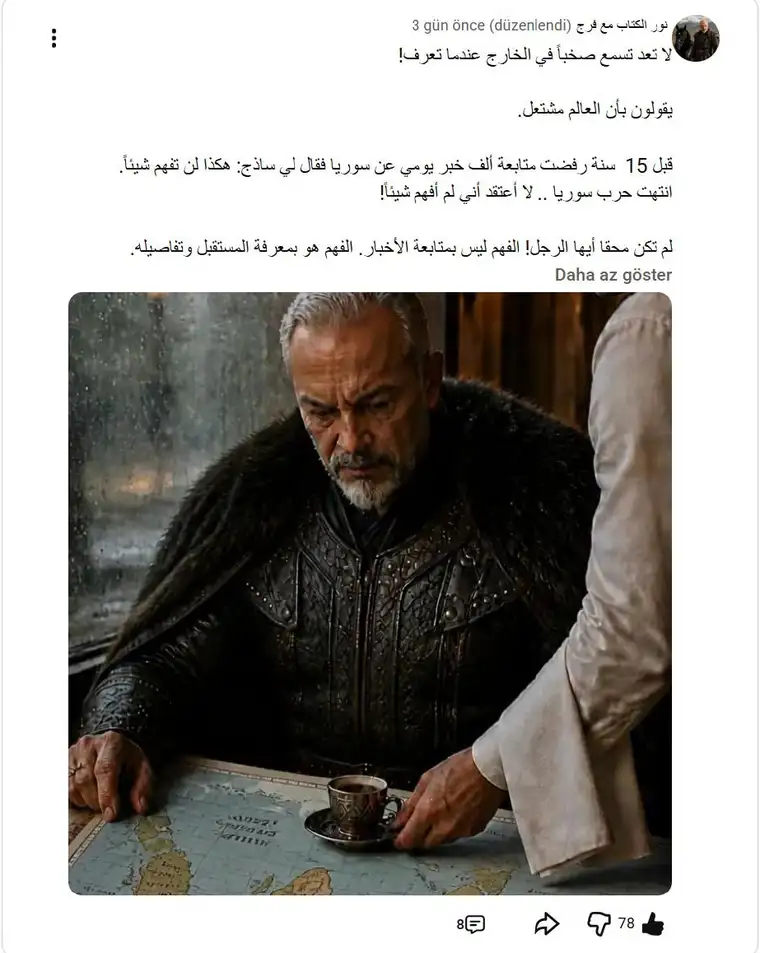 نور الكتاب مع فرج 3 gün önce (düzenlendi)
لا تعد تسمع صخباً في الخارج عندما تعرف!
يقولون بأن العالم مشتعل.
قبل 15 سنة رفضت متابعة ألف خبر يومي عن سوريا فقال لي ساذج: هكذا لن تفهم شيئاً.
انتهت حرب سوريا .. لا أعتقد أني لم أفهم شيئاً!
لم تكن محقا أيها الرجل! الفهم ليس بمتابعة الأخبار. الفهم هو بمعرفة المستقبل وتفاصيله.
Daha az göster
78
8